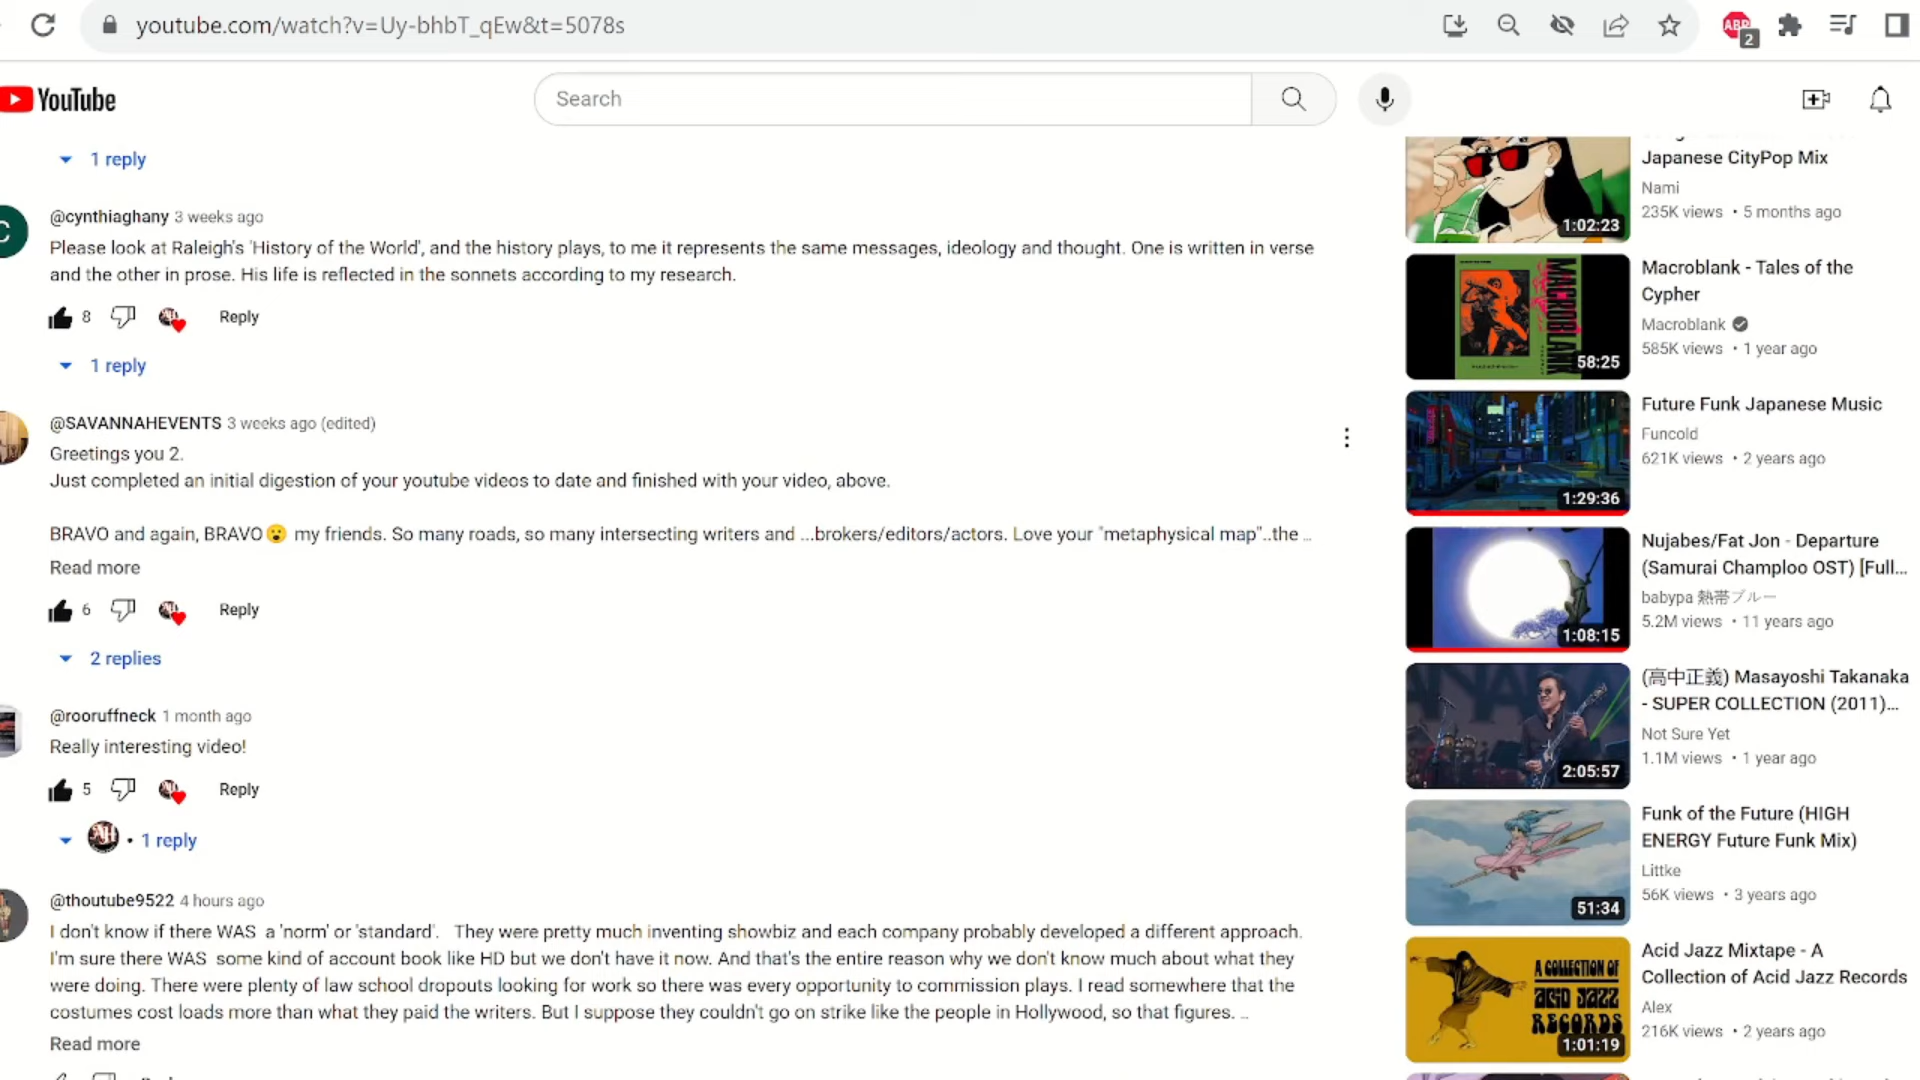 youtube.com/watch?v=Uy-bhbT_qEw&t=5078s
ABP
2
YouTube
Search
1 reply
C
@cynthiaghany 3 weeks ago
Please look at Raleigh's 'History of the World', and the history plays, to me it represents the same messages, ideology and thought. One is written in verse
and the other in prose. His life is reflected in the sonnets according to my research.
8
Reply
1 reply
@SAVANNAHEVENTS 3 weeks ago (edited)
Greetings you 2.
Just completed an initial digestion of your youtube videos to date and finished with your video, above.
BRAVO and again, BRAVO😮 my friends. So many roads, so many intersecting writers and ...brokers/editors/actors. Love your "metaphysical map"..the ...
Read more
6
Reply
2 replies
@rooruffneck 1 month ago
Really interesting video!
5
Reply
AH
• 1 reply
@thoutube9522 4 hours ago
I don't know if there WAS a 'norm' or 'standard'. They were pretty much inventing showbiz and each company probably developed a different approach.
I'm sure there WAS some kind of account book like HD but we don't have it now. And that's the entire reason why we don't know much about what they
were doing. There were plenty of law school dropouts looking for work so there was every opportunity to commission plays. I read somewhere that the
costumes cost loads more than what they paid the writers. But I suppose they couldn't go on strike like the people in Hollywood, so that figures. ...
Read more
1:02:23
Japanese CityPop Mix
Nami
235K views • 5 months ago
MACROBLANK
58:25
Macroblank - Tales of the
Cypher
Macroblank
585K views • 1 year ago
1:29:36
Future Funk Japanese Music
Funcold
621K views • 2 years ago
1:08:15
Nujabes/Fat Jon - Departure
(Samurai Champloo OST) [Full...
babypa 熱帯ブルー
5.2M views • 11 years ago
2:05:57
(高中正義) Masayoshi Takanaka
- SUPER COLLECTION (2011)...
Not Sure Yet
1.1M views • 1 year ago
51:34
Funk of the Future (HIGH
ENERGY Future Funk Mix)
Littke
56K views • 3 years ago
A COLLECTION OF
ACID JAZZ
RECORDS
1:01:19
Acid Jazz Mixtape - A
Collection of Acid Jazz Records
Alex
216K views • 2 years ago